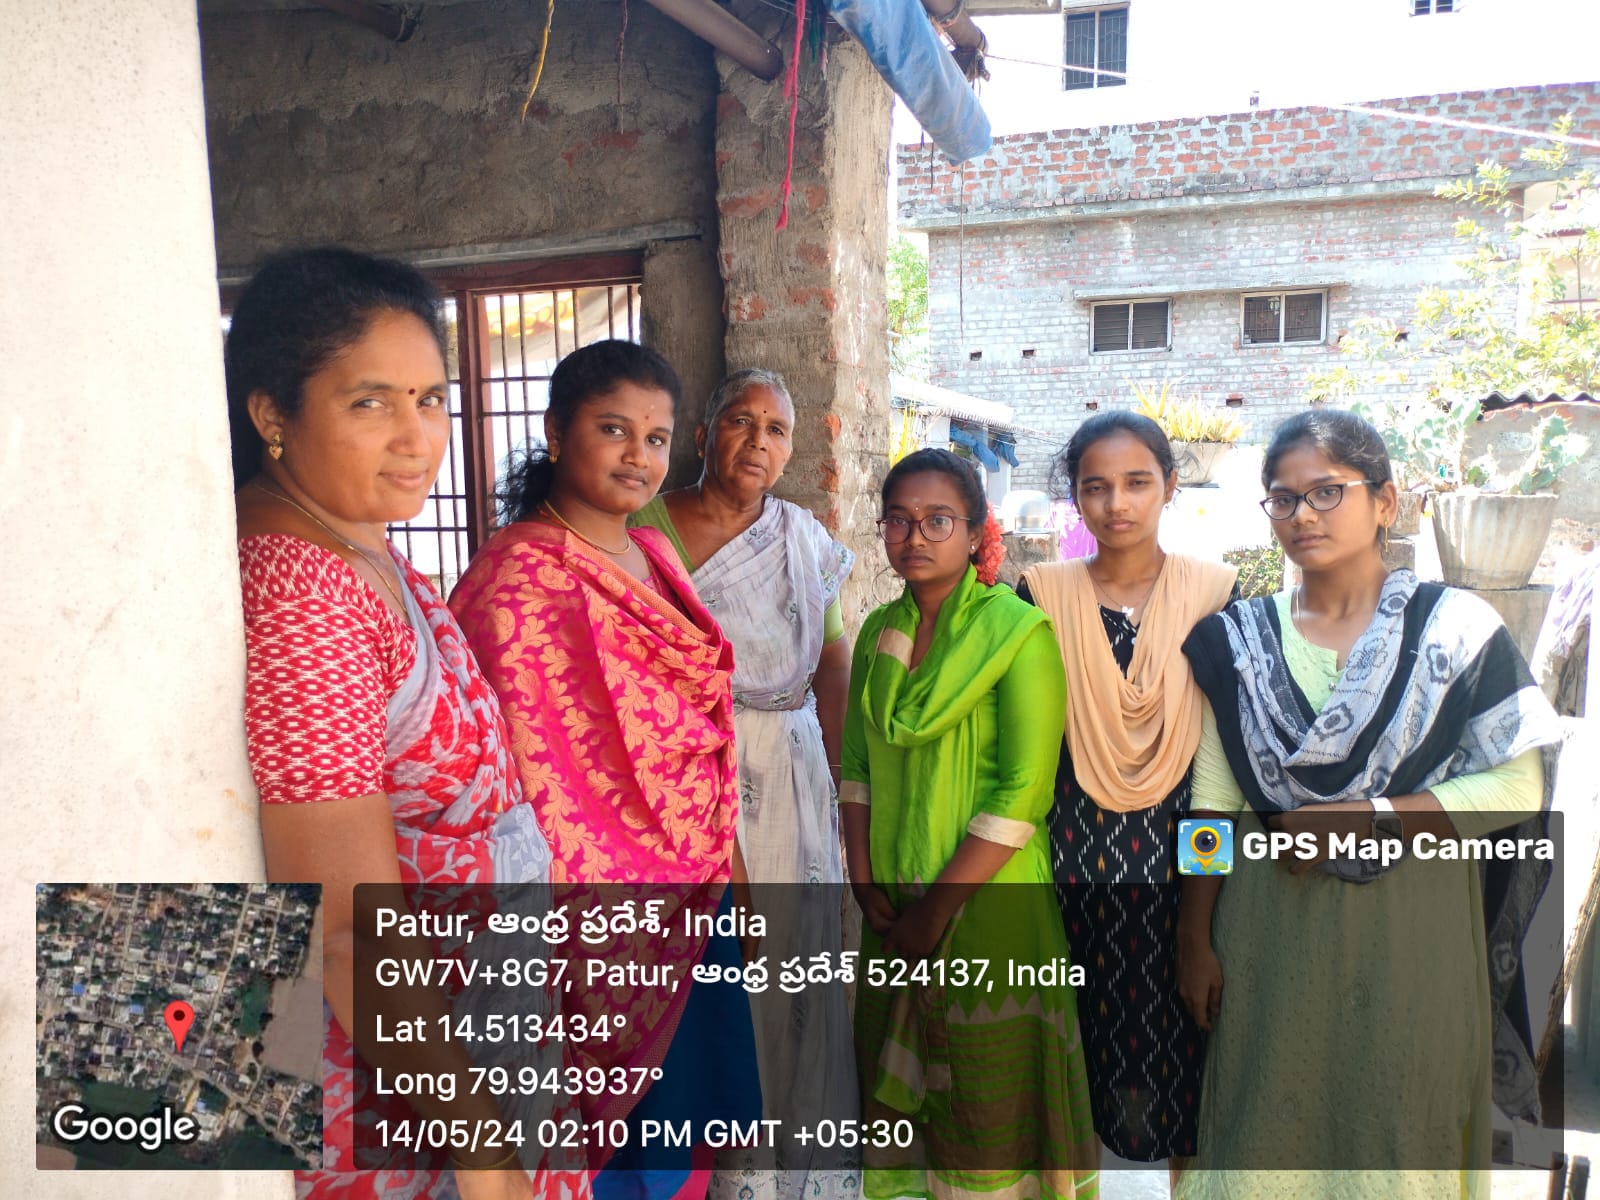 GPS Map Camera
Patur, ఆంధ్ర ప్రదేశ్, India
GW7V+8G7, Patur, ఆంధ్ర ప్రదేశ్ 524137, India
Lat 14.513434°
Long 79.943937°
14/05/24 02:10 PM GMT +05:30
Google